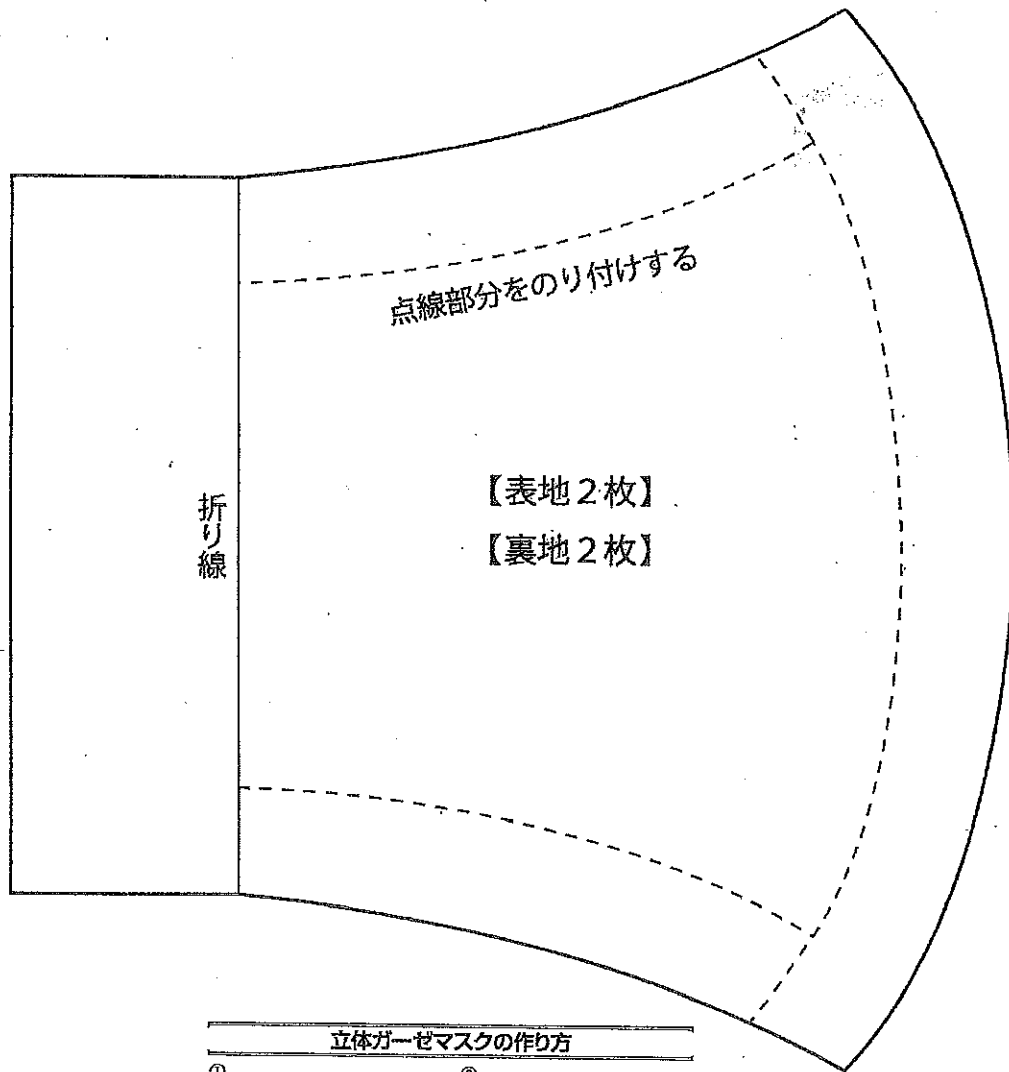 点線部分をのり付けする
折り線
【表地2枚】
【裏地2枚】
立体ガーゼマスクの作り方
①